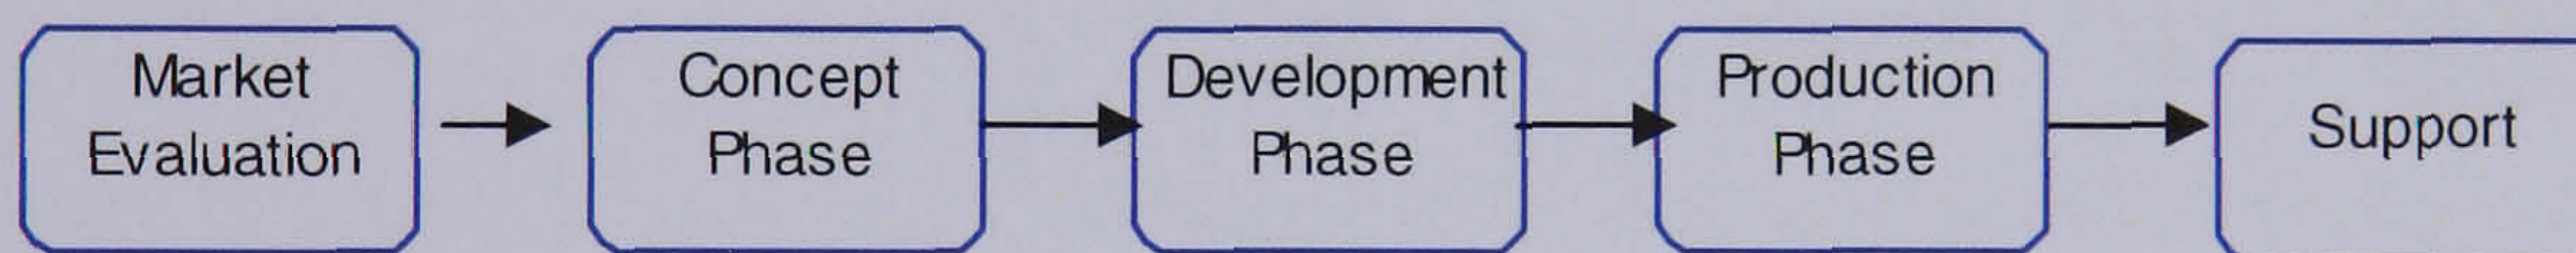 Market
Evaluation
Concept
Phase
Development
Phase
Production
Phase
Support